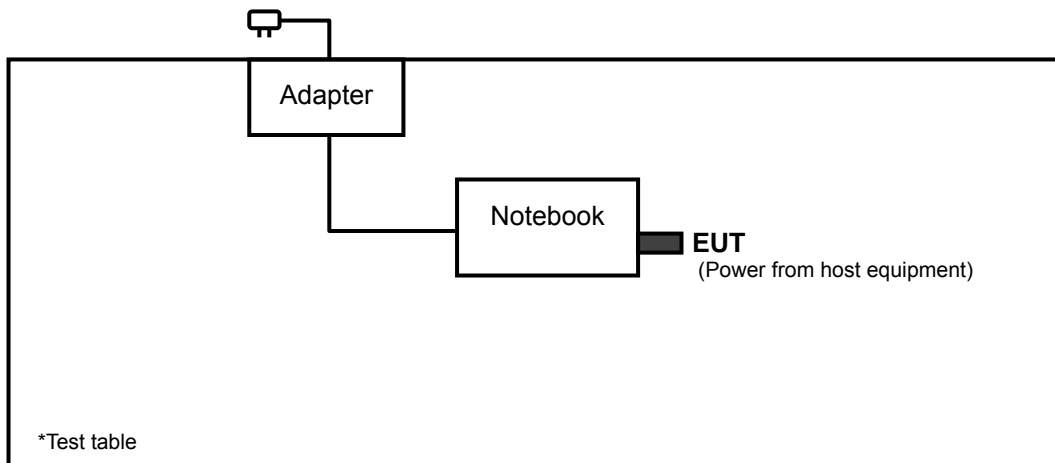 Adapter
Notebook
EUT
(Power from host equipment)
*Test table